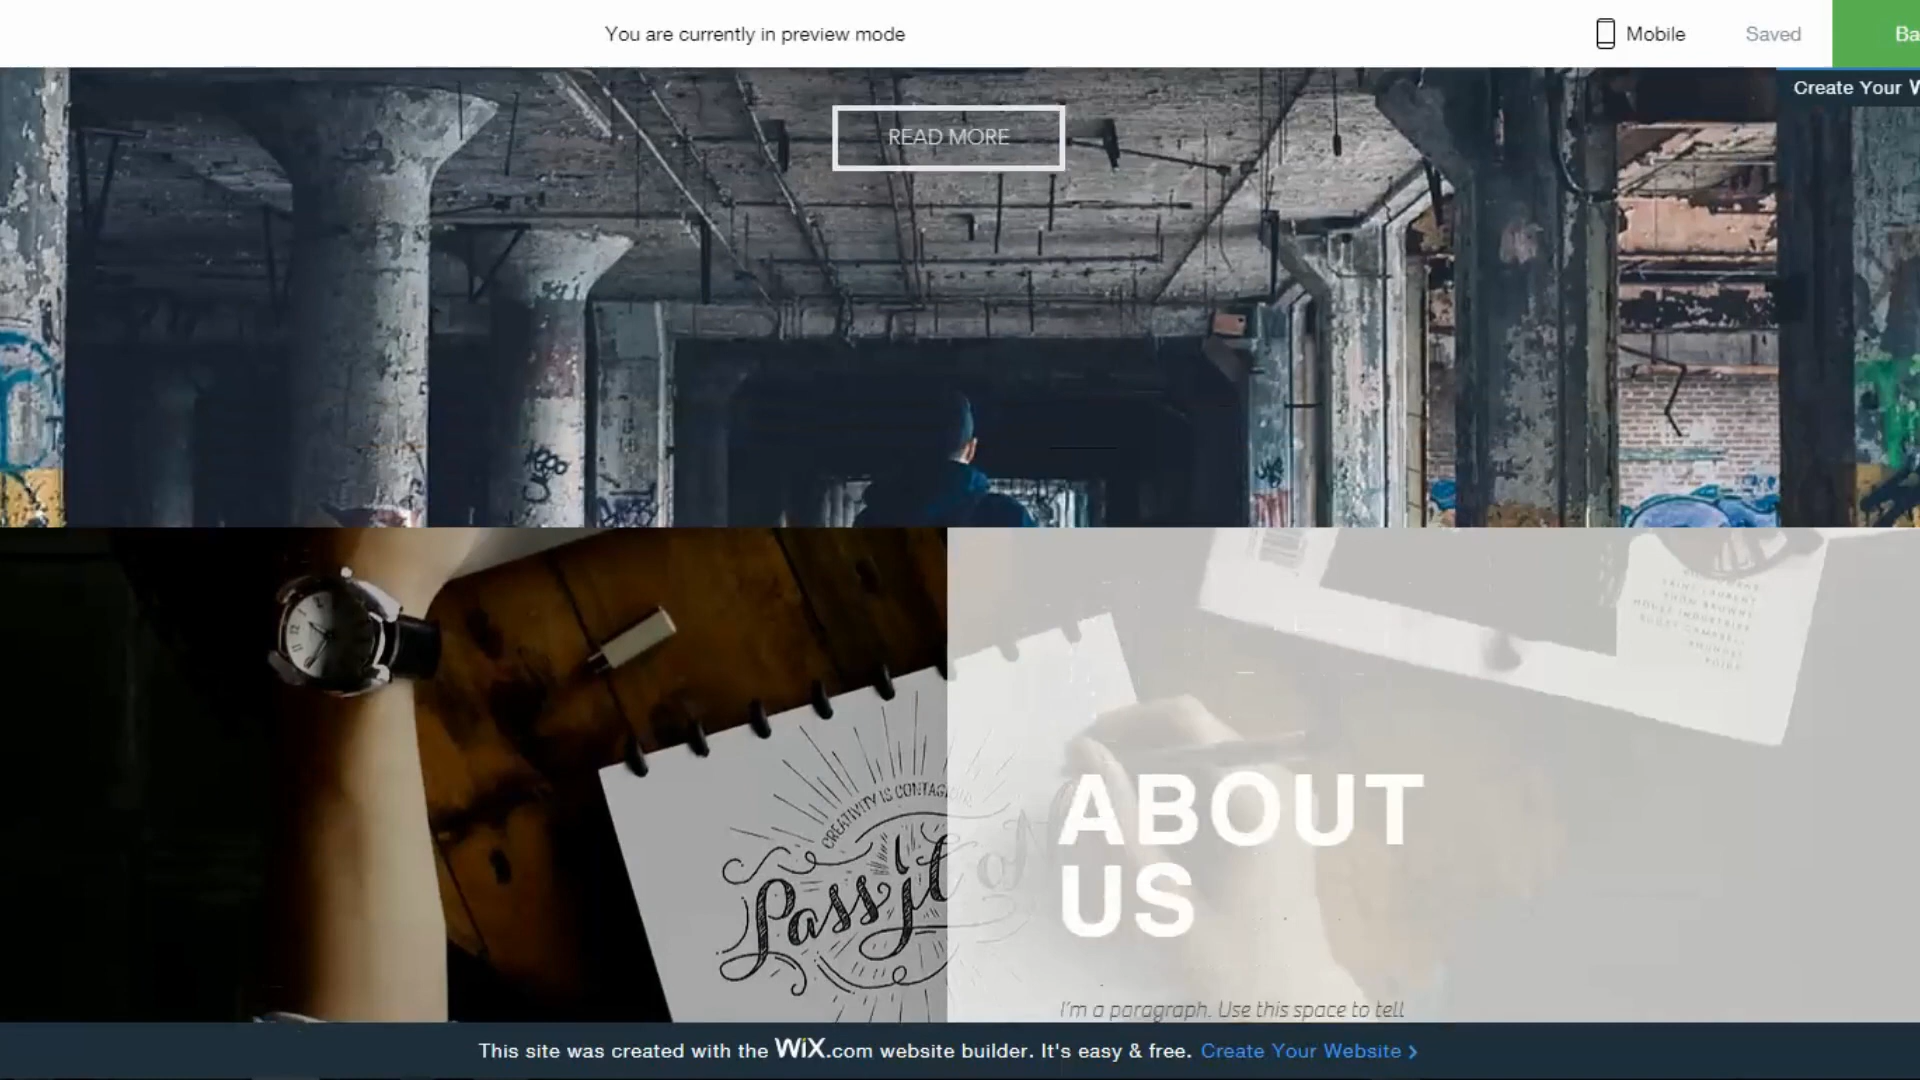 You are currently in preview mode
Mobile
Saved
Ba
Create Your W
READ MORE
CREATIVITY IS CONTAGIOUS
Pass it on
ABOUT
US
I'm a paragraph. Use this space to tell
This site was created with the WiX.com website builder. It's easy & free. Create Your Website >